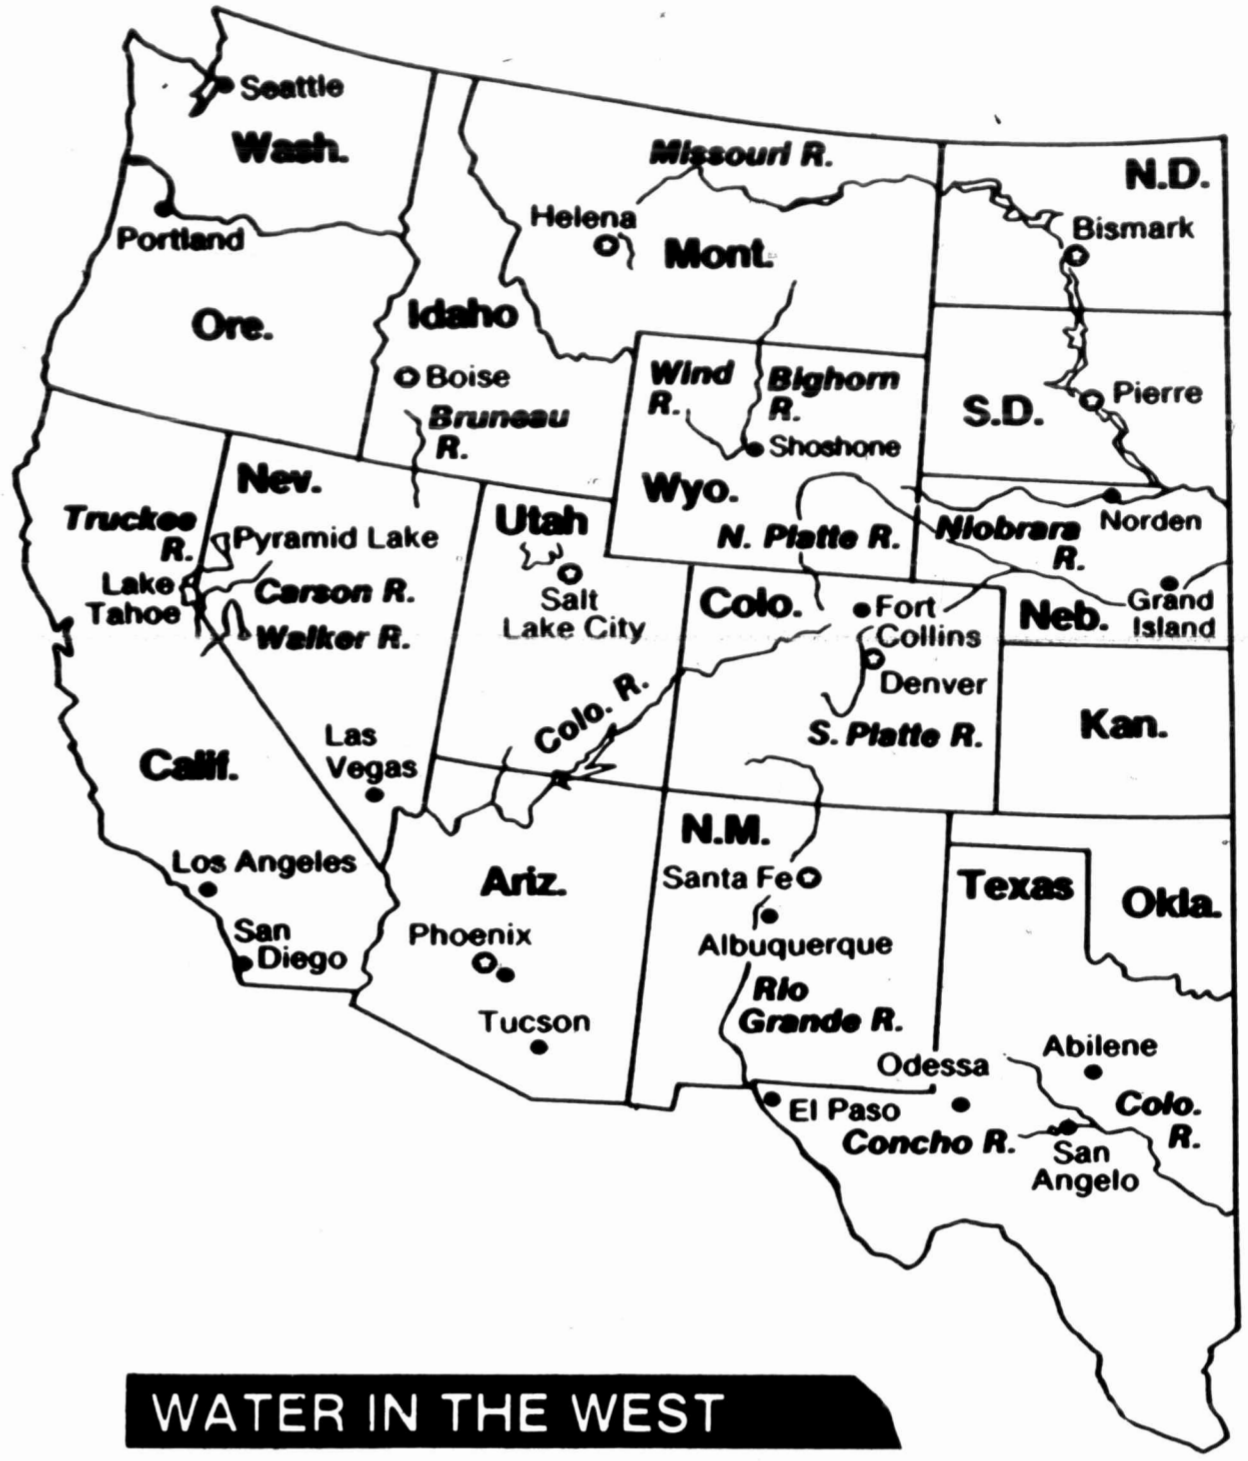 Seattle
Wash.
Missouri R.
N.D.
Helena
Bismark
Portland
Mont.
Ore.
Idaho
Boise
Wind
R.
Bighorn
R.
Pierre
S.D.
Bruneau
R.
Shoshone
Nev.
Wyo.
Utah
Truckee
R.
Pyramid Lake
N. Platte R.
Niobrara
R.
Norden
Lake
Tahoe
Carson R.
Salt
Lake City
Colo.
Fort
Collins
Neb.
Grand
Island
Walker R.
Denver
Colo. R.
S. Platte R.
Kan.
Las
Vegas
Calif.
N.M.
Los Angeles
Ariz.
Santa Fe
Texas
Okla.
San
Diego
Phoenix
Albuquerque
Rio
Grande R.
Tucson
Odessa
Abilene
El Paso
Colo.
R.
Concho R.
San
Angelo
WATER IN THE WEST